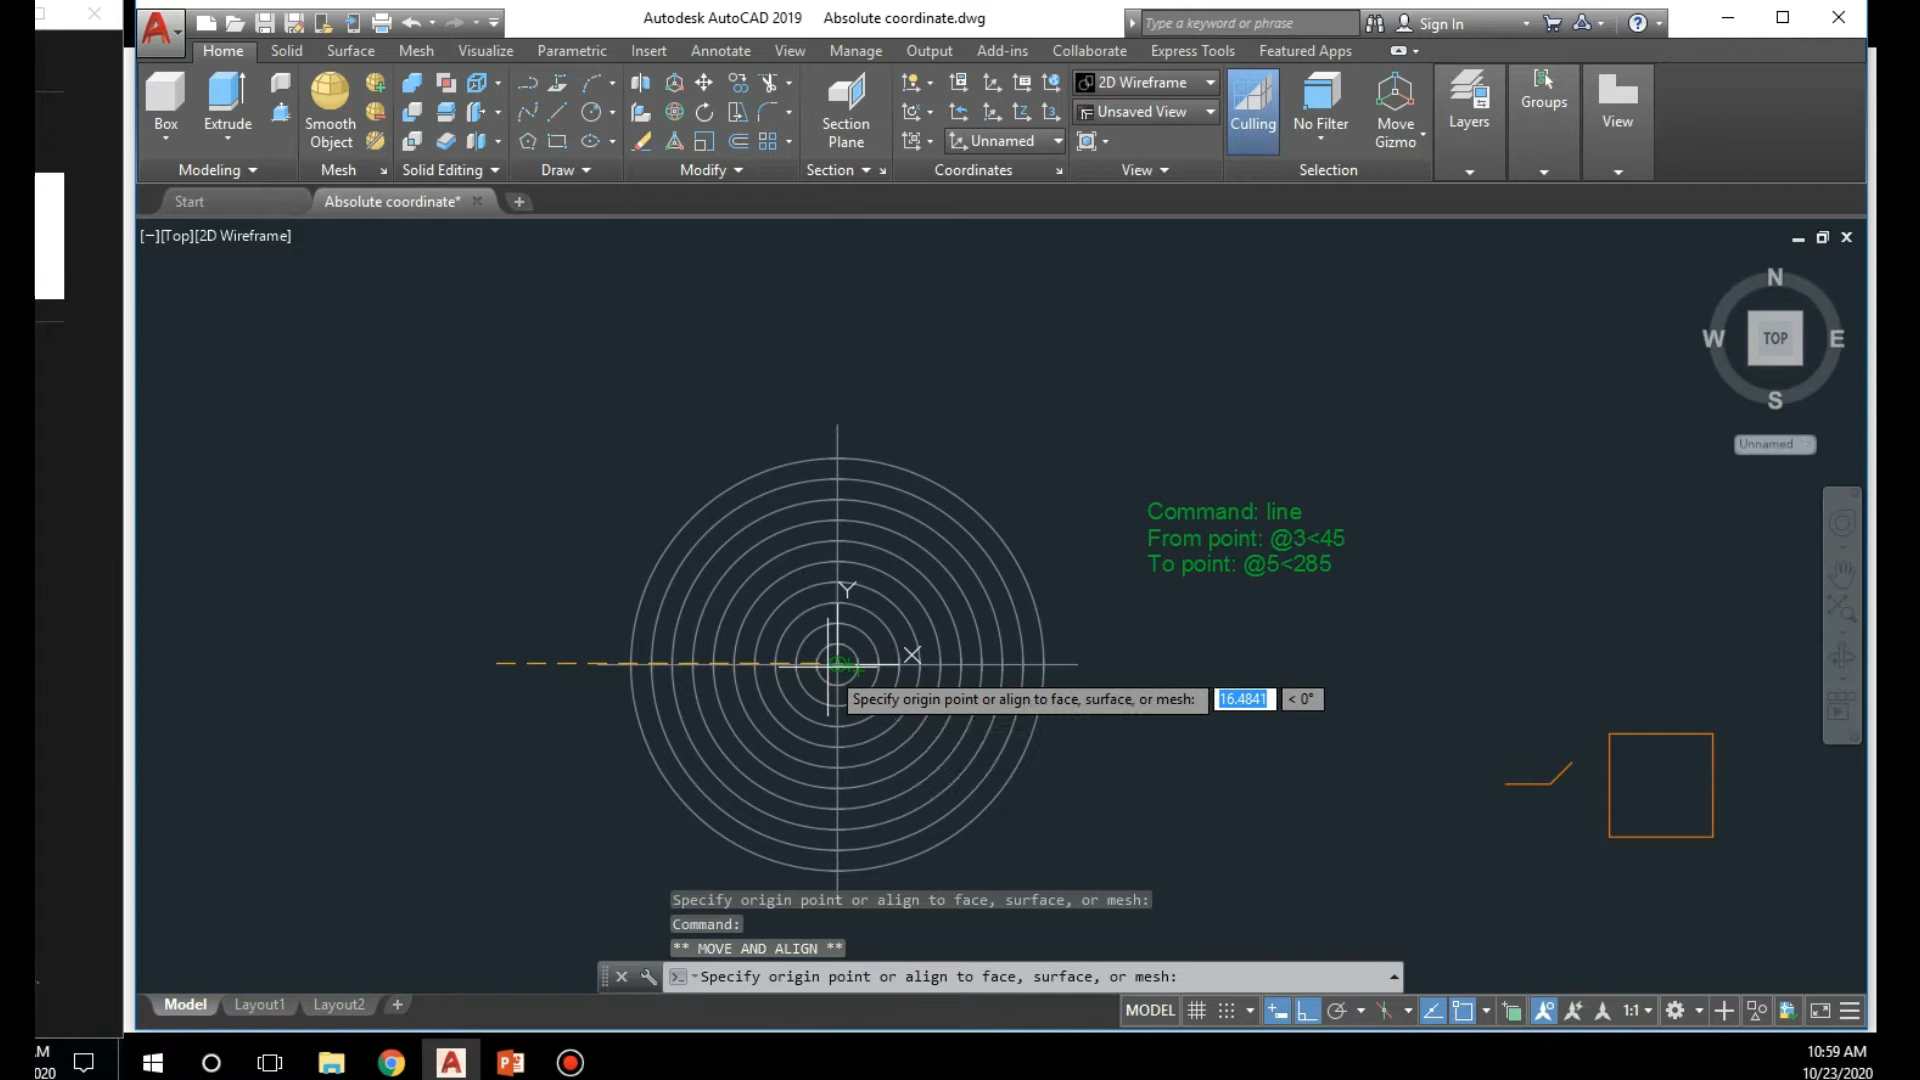 Autodesk AutoCAD 2019 Absolute coordinate.dwg
Type a keyword or phrase
Sign In
Home Solid Surface Mesh Visualize Parametric Insert Annotate View Manage Output Add-ins Collaborate Express Tools Featured Apps
Box
Extrude
Smooth Object
Section Plane
Unnamed
2D Wireframe
Unsaved View
Culling
No Filter
Move Gizmo
Layers
Groups
View
Modeling Mesh Solid Editing Draw Modify Section Coordinates View Selection
Start Absolute coordinate*
[−][Top][2D Wireframe]
N
W TOP E
S
Unnamed
Command: line
From point: @3<45
To point: @5<285
Y
X
Specify origin point or align to face, surface, or mesh: 16.4841 < 0°
Specify origin point or align to face, surface, or mesh:
Command:
** MOVE AND ALIGN **
Specify origin point or align to face, surface, or mesh:
Model Layout1 Layout2
MODEL 1:1
AM
020
10:59 AM
10/23/2020